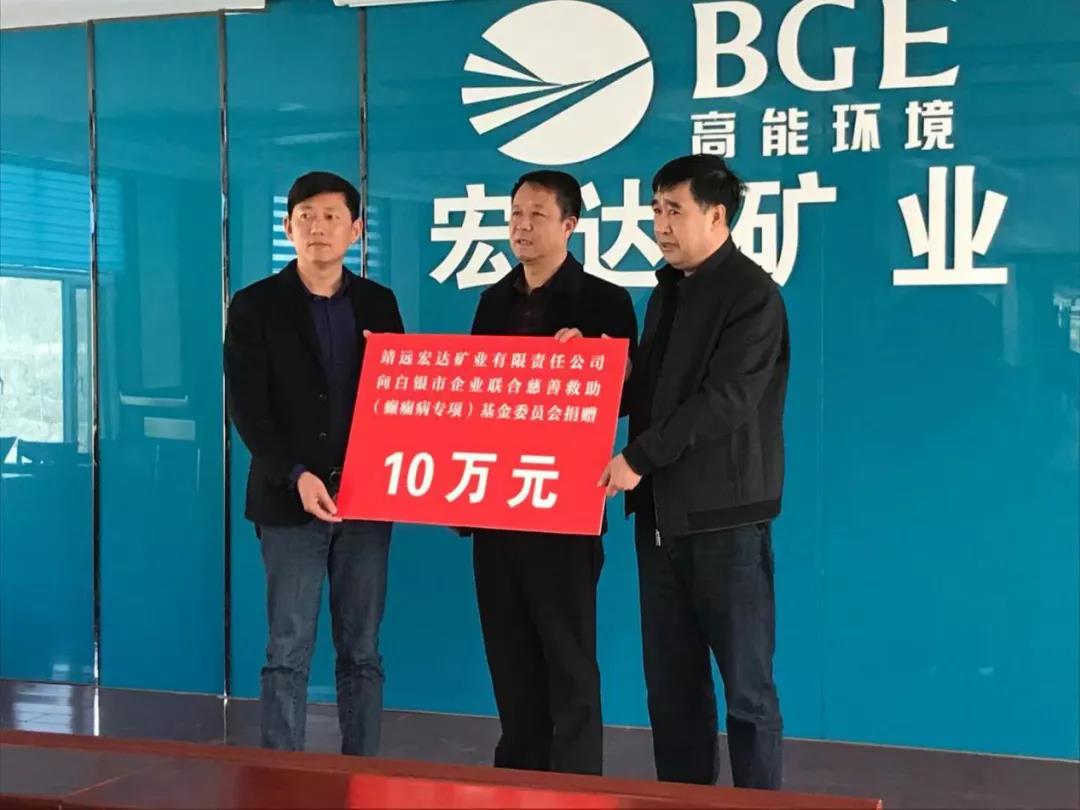 BGE
高能环境
宏达矿业
靖远宏达矿业有限责任公司
向白银市企业联合慈善救助
（癫痫病专项）基金委员会捐赠
10万元